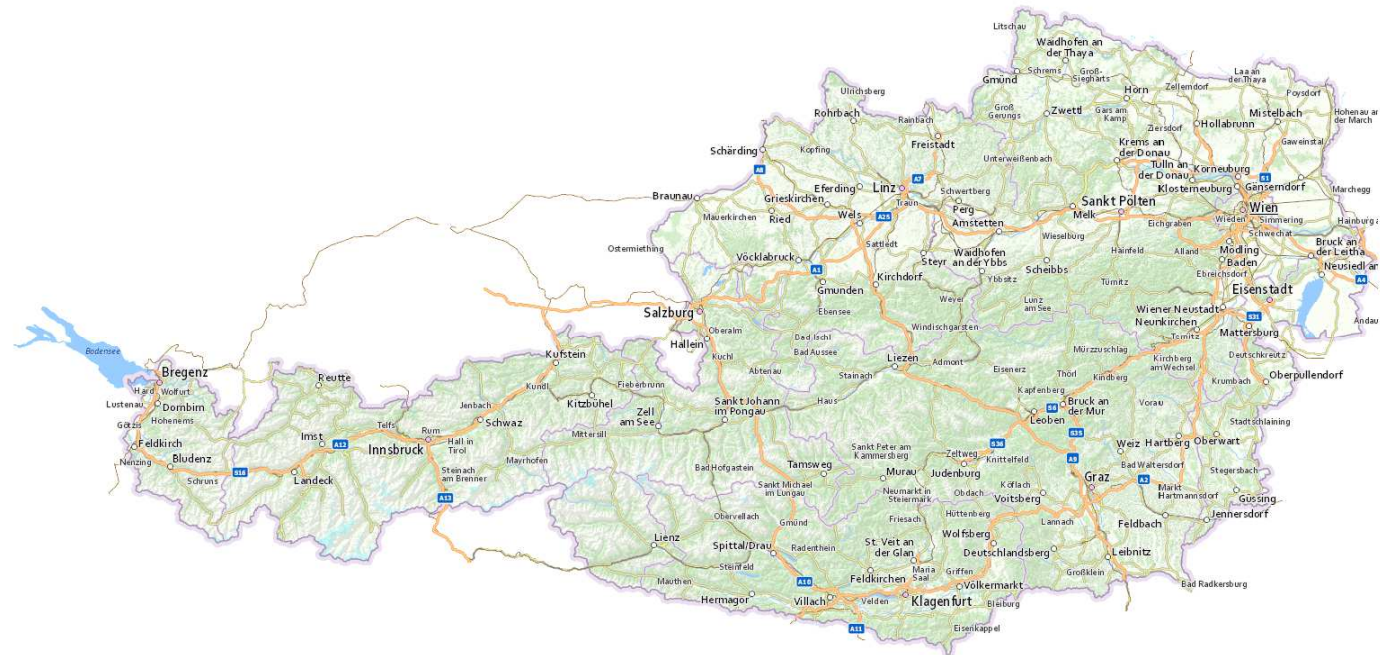 Litschau
Waidhofen an
der Thaya
Gmünd
Schrems
Groß-
Siegharts
Laa an
der Thaya
Zellerndorf
Poysdorf
Horn
Ulrichsberg
Rohrbach
Rainbach
Groß
Gerungs
Zwettl
Gars am
Kamp
Ziersdorf
Hollabrunn
Mistelbach
Hohenau an
der March
Gaweinstal
Schärding
Kopfing
Freistadt
Unterweißenbach
Krems an
der Donau
Tulln an
der Donau
Korneuburg
Klosterneuburg
S1
Gänserndorf
Marchegg
A8
A7
Braunau
Eferding
Linz
Schwertberg
Grieskirchen
Traun
Perg
Melk
Sankt Pölten
Wien
Wieden
Simmering
Hainburg a
Mauerkirchen
Ried
Wels
A25
Amstetten
Eichgraben
Schwechat
Ostermiething
Sattledt
Wieselburg
Hainfeld
Alland
Mödling
Bruck an
der Leitha
Vöcklabruck
A1
Steyr
Waidhofen
an der Ybbs
Scheibbs
Baden
Neusiedl an
Gmunden
Kirchdorf
Ybbsitz
Türnitz
Ebreichsdorf
A4
Eisenstadt
Salzburg
Ebensee
Weyer
Lunz
am See
Wiener Neustadt
Neunkirchen
S31
Andau
Oberalm
Bad Ischl
Windischgarsten
Ternitz
Mattersburg
Hallein
Kuchl
Bad Aussee
Liezen
Admont
Mürzzuschlag
Kirchberg
am Wechsel
Deutschkreutz
Bodensee
Kufstein
Abtenau
Stainach
Eisenerz
Thörl
Kindberg
Krumbach
Oberpullendorf
Bregenz
Hard
Wolfurt
Reutte
Kundl
Fieberbrunn
Kapfenberg
Lustenau
Dornbirn
Jenbach
Kitzbühel
Zell
am See
Sankt Johann
im Pongau
Haus
S6
Bruck an
der Mur
Vorau
Götzis
Hohenems
Telfs
Rum
Schwaz
Leoben
Stadtschlaining
Feldkirch
Imst
A12
Innsbruck
Hall in
Tirol
Mittersill
Sankt Peter am
Kammersberg
S36
S35
Weiz
Hartberg
Oberwart
Nenzing
Bludenz
S16
Landeck
Steinach
am Brenner
Mayrhofen
Bad Hofgastein
Tamsweg
Zeltweg
Knittelfeld
A9
Bad Waltersdorf
Stegersbach
Schruns
A13
Sankt Michael
im Lungau
Murau
Judenburg
Köflach
Graz
A2
Markt
Hartmannsdorf
Güssing
Neumarkt in
Steiermark
Obdach
Voitsberg
Obervellach
Gmünd
Friesach
Hüttenberg
Lannach
Feldbach
Jennersdorf
Lienz
Spittal/Drau
Radenthein
St. Veit an
der Glan
Wolfsberg
Deutschlandsberg
Leibnitz
Steinfeld
Maria
Saal
Griffen
Großklein
Mauthen
A10
Feldkirchen
Völkermarkt
Bad Radkersburg
Hermagor
Villach
Velden
Klagenfurt
Bleiburg
A11
Eisenkappel